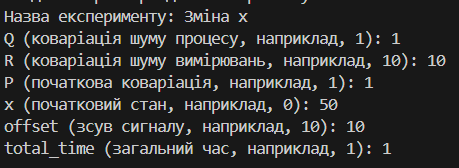 Назва експерименту: Зміна x
Q (коваріація шуму процесу, наприклад, 1): 1
R (коваріація шуму вимірювань, наприклад, 10): 10
P (початкова коваріація, наприклад, 1): 1
x (початковий стан, наприклад, 0): 50
offset (зсув сигналу, наприклад, 10): 10
total_time (загальний час, наприклад, 1): 1